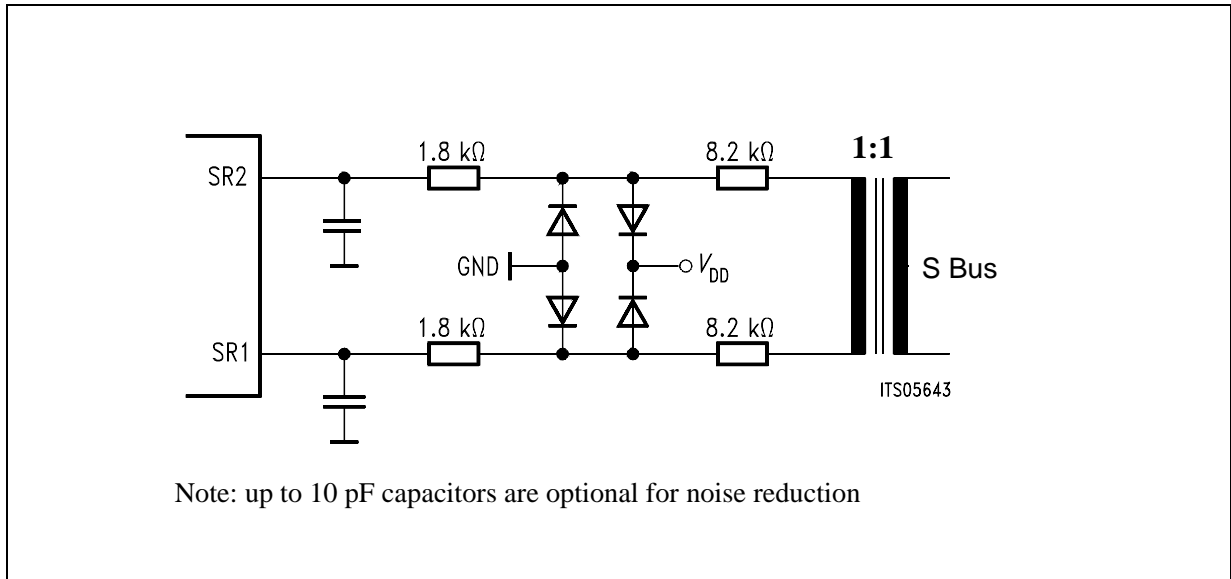 1.8 kΩ
8.2 kΩ
1:1
SR2
GND
VDD
S Bus
1.8 kΩ
8.2 kΩ
SR1
ITS05643
Note: up to 10 pF capacitors are optional for noise reduction